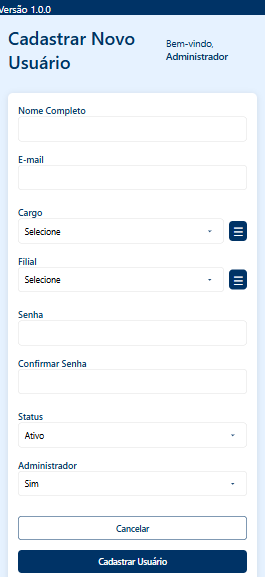 Versão 1.0.0
Cadastrar Novo
Usuário
Bem-vindo,
Administrador
Nome Completo
E-mail
Cargo
Selecione
Filial
Selecione
Senha
Confirmar Senha
Status
Ativo
Administrador
Sim
Cancelar
Cadastrar Usuário